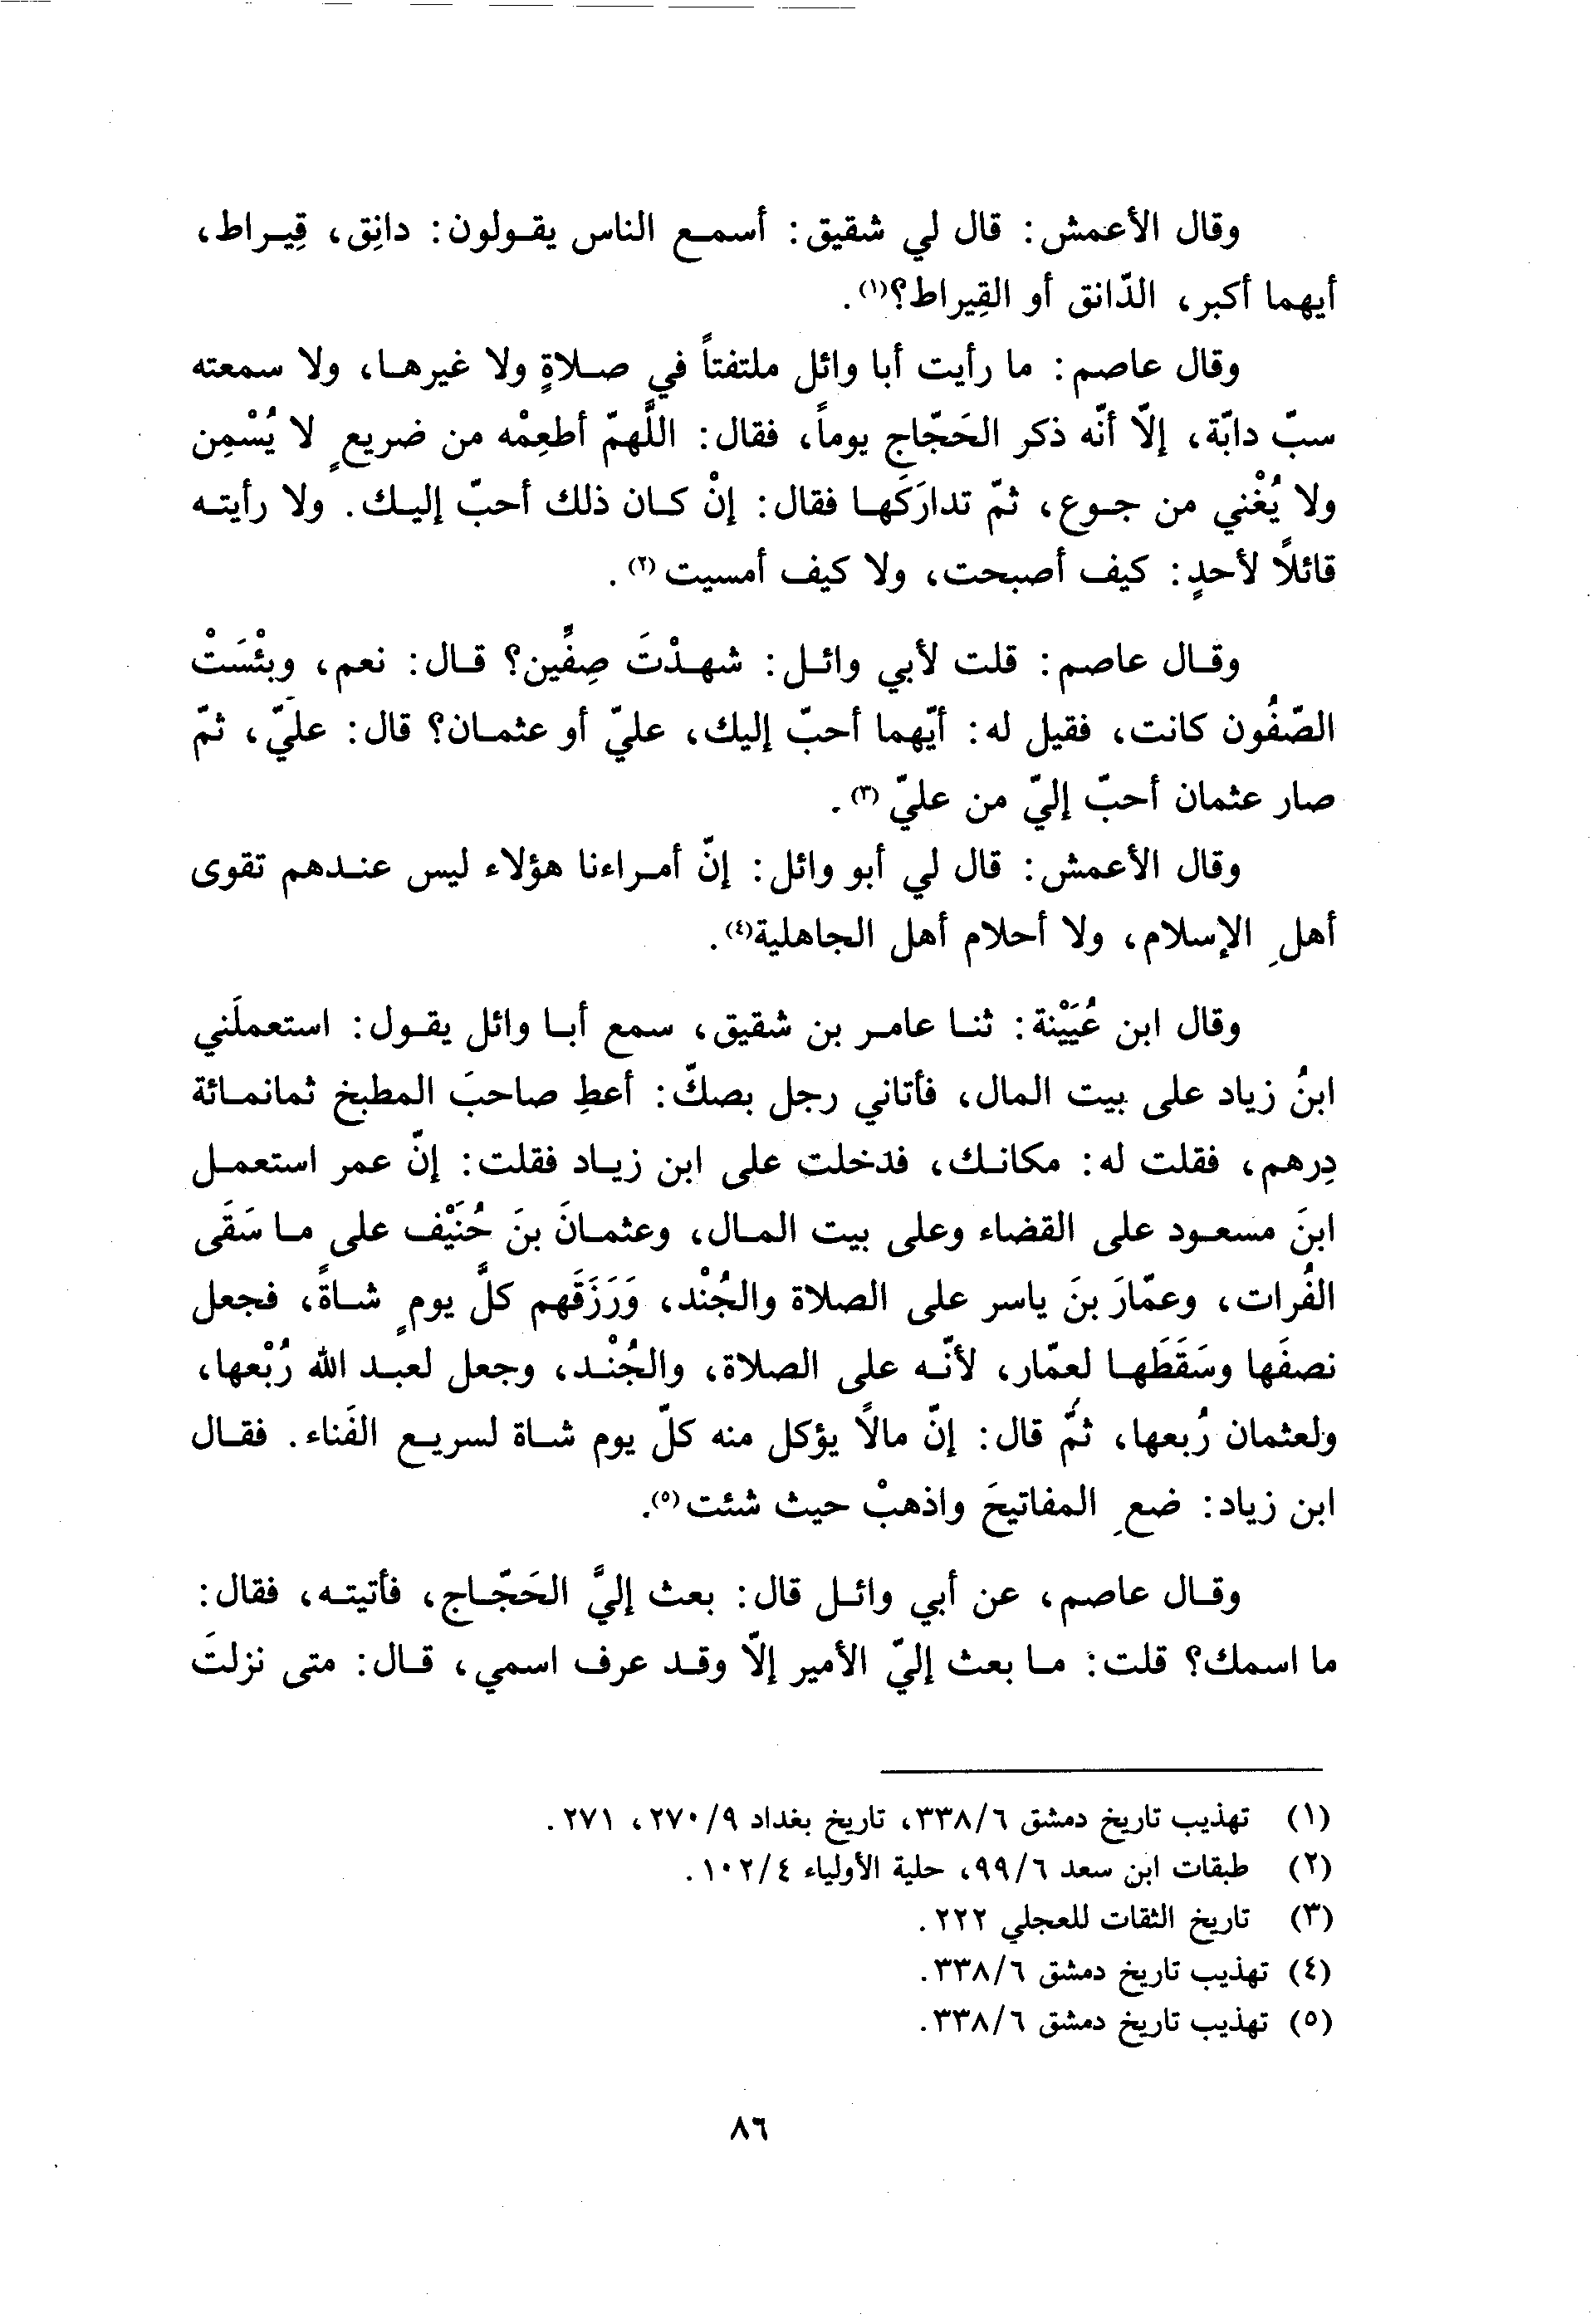 وقال الأعمش: قال لي شقيق: أسمع الناس يقولون: دانِق، قِيراط،
أيهما أكبر، الدّانق أو القِيراط؟(١).
وقال عاصم: ما رأيت أبا وائل ملتفتاً في صلاةٍ ولا غيرها، ولا سمعته
سبّ دابّة، إلّا أنّه ذكر الحَجّاج يوماً، فقال: اللَّهمّ أطعِمْه من ضريعٍ لا يُسْمِن
ولا يُغْني من جوع، ثمّ تدارَكَها فقال: إنْ كان ذلك أحبّ إليك. ولا رأيته
قائلًا لأحدٍ: كيف أصبحت، ولا كيف أمسيت(٢).
وقال عاصم: قلت لأبي وائل: شهدْتَ صِفِّين؟ قال: نعم، وبئْسَتْ
الصّفُون كانت، فقيل له: أيّهما أحبّ إليك، عليّ أو عثمان؟ قال: عليّ، ثمّ
صار عثمان أحبّ إليّ من عليّ(٣).
وقال الأعمش: قال لي أبو وائل: إنّ أمراءنا هؤلاء ليس عندهم تقوى
أهلِ الإسلام، ولا أحلام أهل الجاهلية(٤).
وقال ابن عُيَيْنة: ثنا عامر بن شقيق، سمع أبا وائل يقول: استعملَني
ابنُ زياد على بيت المال، فأتاني رجل بصكّ: أعطِ صاحبَ المطبخ ثمانمائة
دِرهم، فقلت له: مكانك، فدخلت على ابن زياد فقلت: إنّ عمر استعمل
ابنَ مسعود على القضاء وعلى بيت المال، وعثمانَ بنَ حُنَيْف على ما سَقَى
الفُرات، وعمّارَ بنَ ياسر على الصلاة والجُنْد، وَرَزَقَهم كلَّ يومٍ شاةً، فجعل
نصفَها وسَقَطَها لعمّار، لأنّه على الصلاة، والجُنْد، وجعل لعبد الله رُبْعها،
ولعثمان رُبعها، ثمَّ قال: إنّ مالًا يؤكل منه كلّ يوم شاة لسريع الفَناء. فقال
ابن زياد: ضعِ المفاتيحَ واذهبْ حيث شئت(٥).
وقال عاصم، عن أبي وائل قال: بعث إليَّ الحَجّاج، فأتيته، فقال:
ما اسمك؟ قلت: ما بعث إليّ الأمير إلّا وقد عرف اسمي، قال: متى نزلتَ
(١) تهذيب تاريخ دمشق ٣٣٨/٦، تاريخ بغداد ٢٧٠/٩، ٢٧١.
(٢) طبقات ابن سعد ٩٩/٦، حلية الأولياء ١٠٢/٤.
(٣) تاريخ الثقات للعجلي ٢٢٢.
(٤) تهذيب تاريخ دمشق ٣٣٨/٦.
(٥) تهذيب تاريخ دمشق ٣٣٨/٦.
٨٦